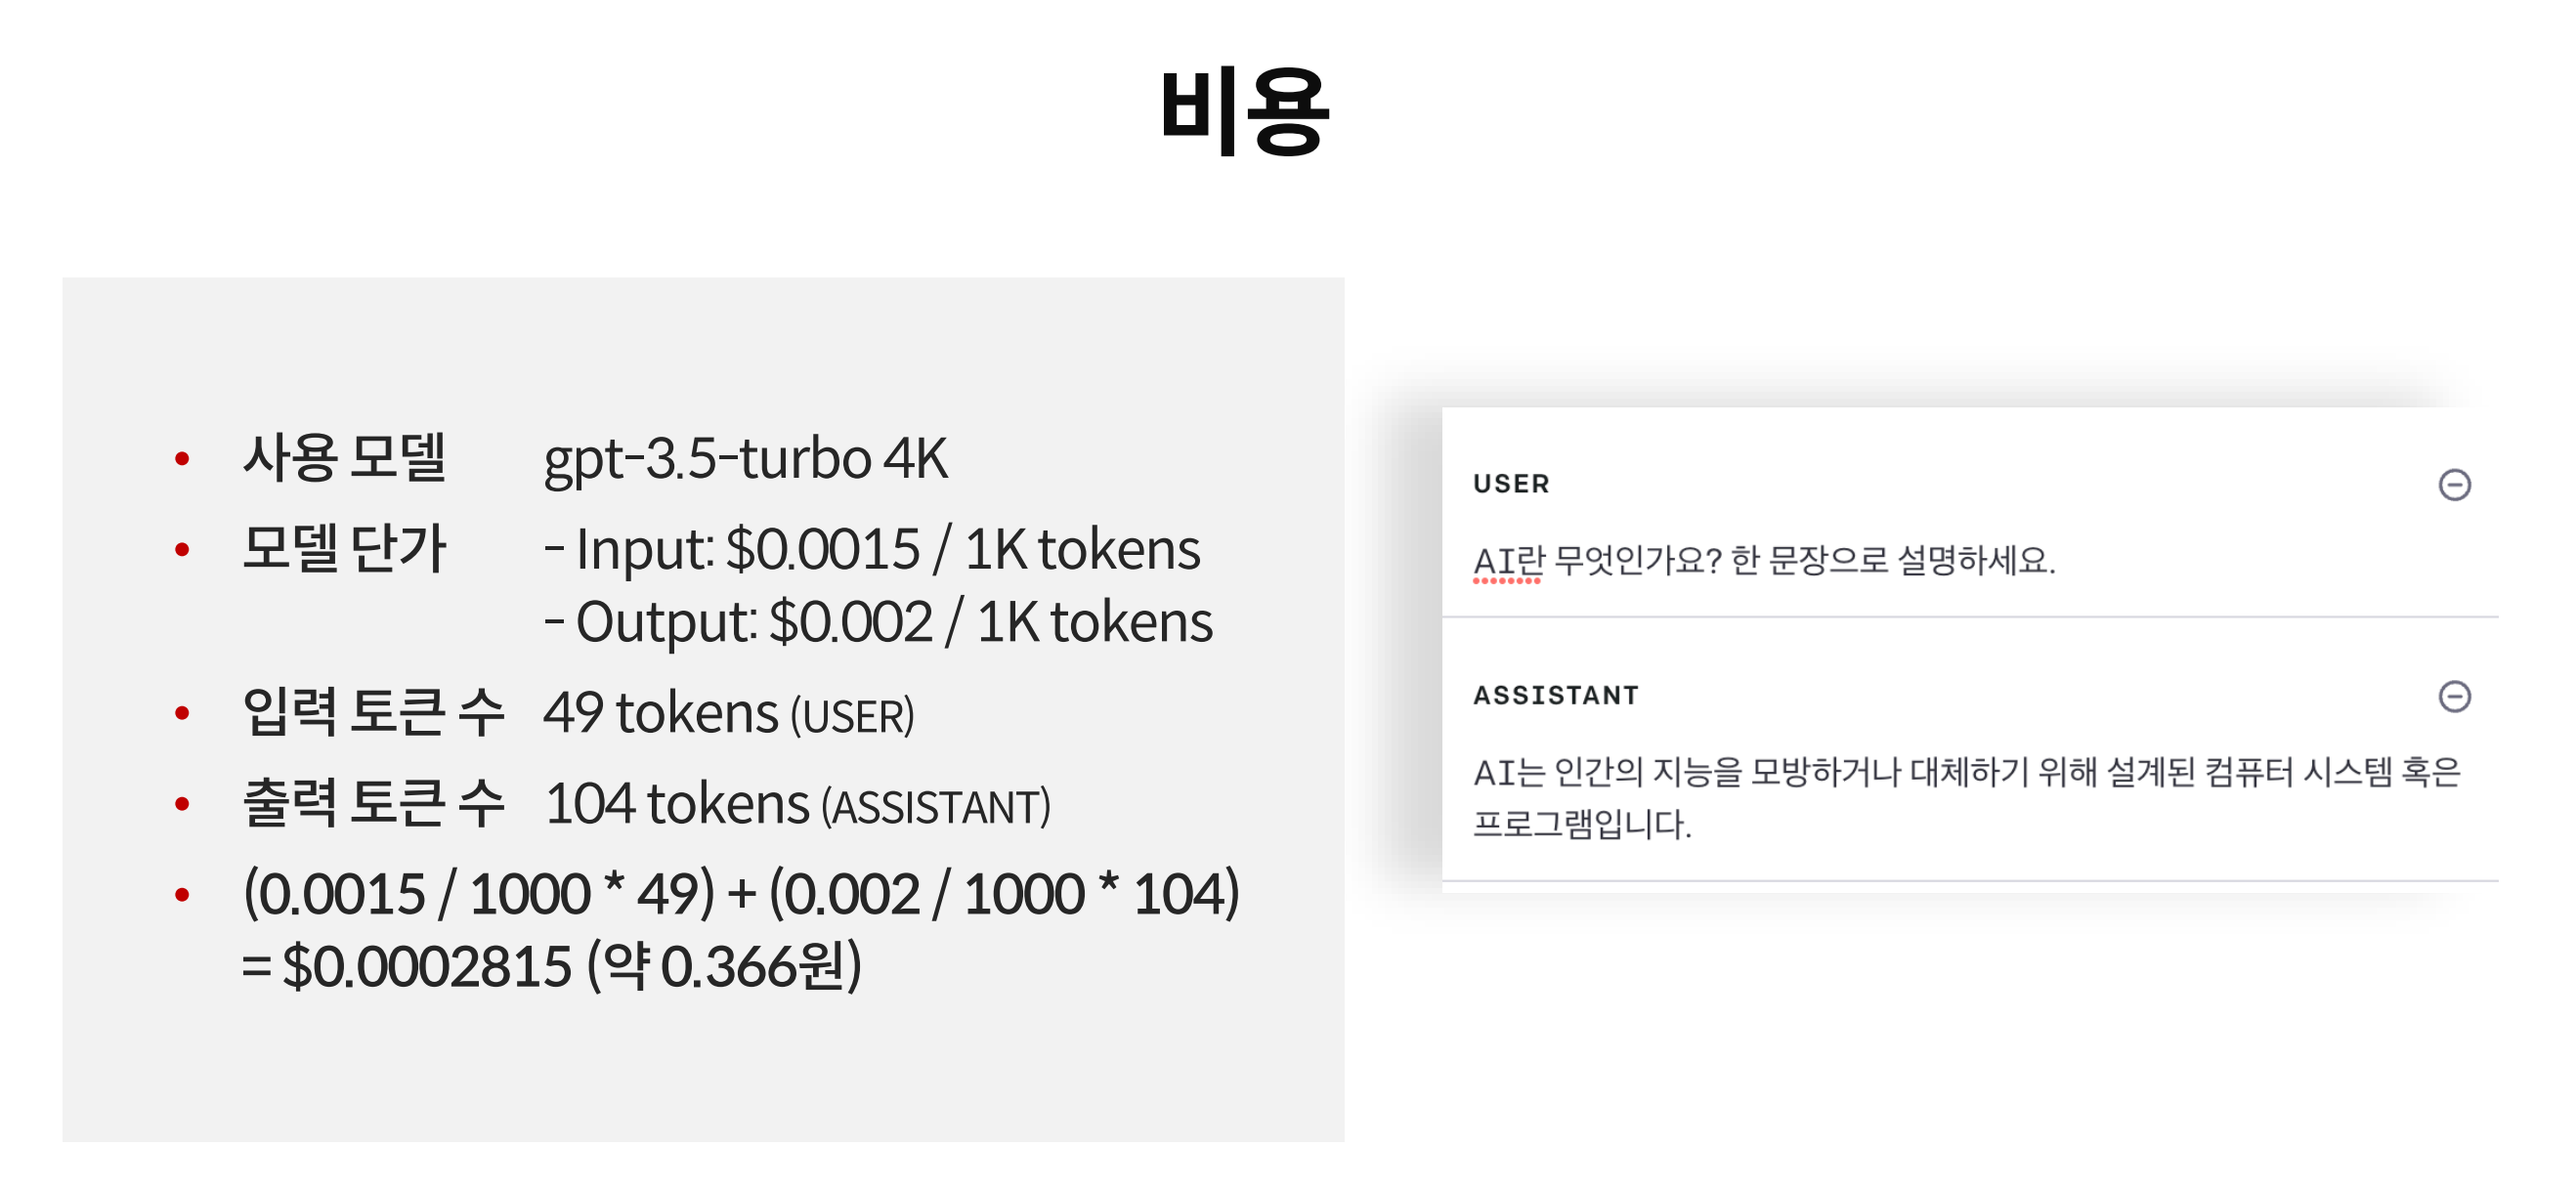 비용
• 사용 모델 gpt-3.5-turbo 4K
• 모델 단가 - Input: $0.0015 / 1K tokens
- Output: $0.002 / 1K tokens
• 입력 토큰 수 49 tokens (USER)
• 출력 토큰 수 104 tokens (ASSISTANT)
• (0.0015 / 1000 * 49) + (0.002 / 1000 * 104)
= $0.0002815 (약 0.366원)
USER
AI란 무엇인가요? 한 문장으로 설명하세요.
ASSISTANT
AI는 인간의 지능을 모방하거나 대체하기 위해 설계된 컴퓨터 시스템 혹은
프로그램입니다.